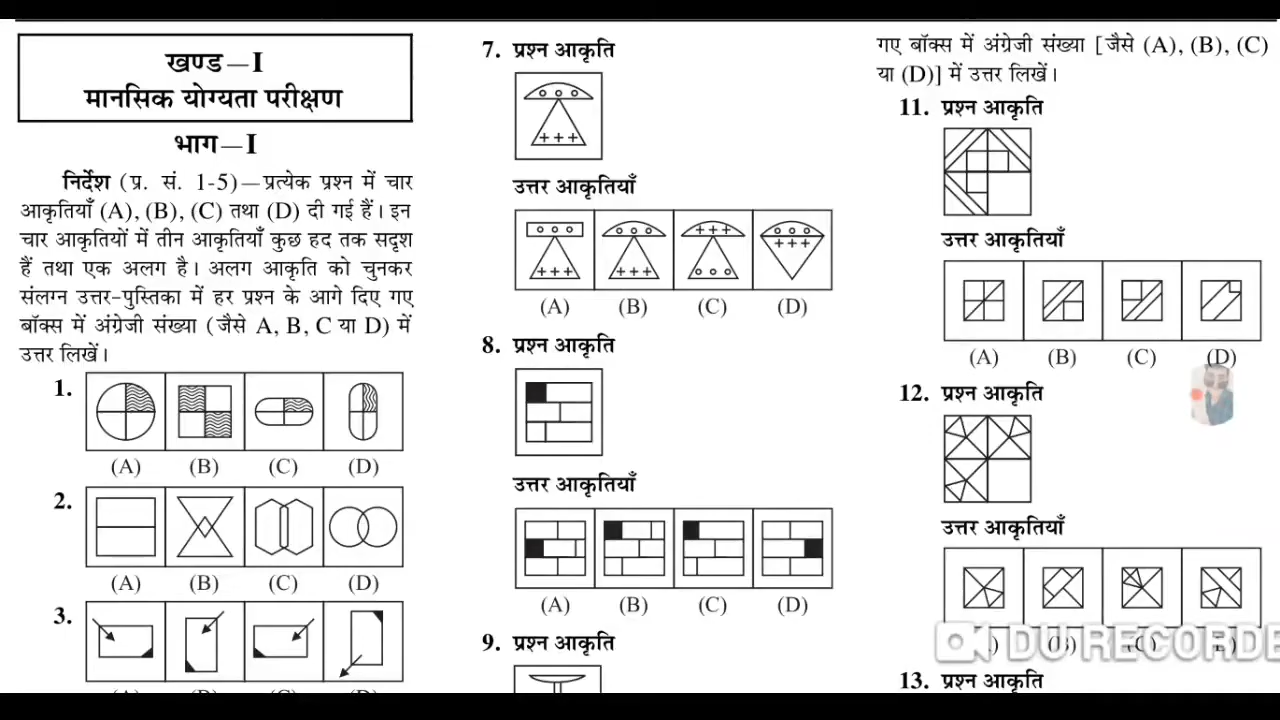 खण्ड—I
मानसिक योग्यता परीक्षण
भाग—I
निर्देश (प्र. सं. 1-5)—प्रत्येक प्रश्न में चार
आकृतियाँ (A), (B), (C) तथा (D) दी गई हैं। इन
चार आकृतियों में तीन आकृतियाँ कुछ हद तक सदृश
हैं तथा एक अलग है। अलग आकृति को चुनकर
संलग्न उत्तर-पुस्तिका में हर प्रश्न के आगे दिए गए
बॉक्स में अंग्रेजी संख्या (जैसे A, B, C या D) में
उत्तर लिखें।
1.
(A) (B) (C) (D)
2.
(A) (B) (C) (D)
3.
(A) (B) (C) (D)
7. प्रश्न आकृति
उत्तर आकृतियाँ
(A) (B) (C) (D)
8. प्रश्न आकृति
उत्तर आकृतियाँ
(A) (B) (C) (D)
9. प्रश्न आकृति
गए बॉक्स में अंग्रेजी संख्या [जैसे (A), (B), (C)
या (D)] में उत्तर लिखें।
11. प्रश्न आकृति
उत्तर आकृतियाँ
(A) (B) (C) (D)
12. प्रश्न आकृति
उत्तर आकृतियाँ
(A) (B) (C) (D)
DU RECORDE
13. प्रश्न आकृति